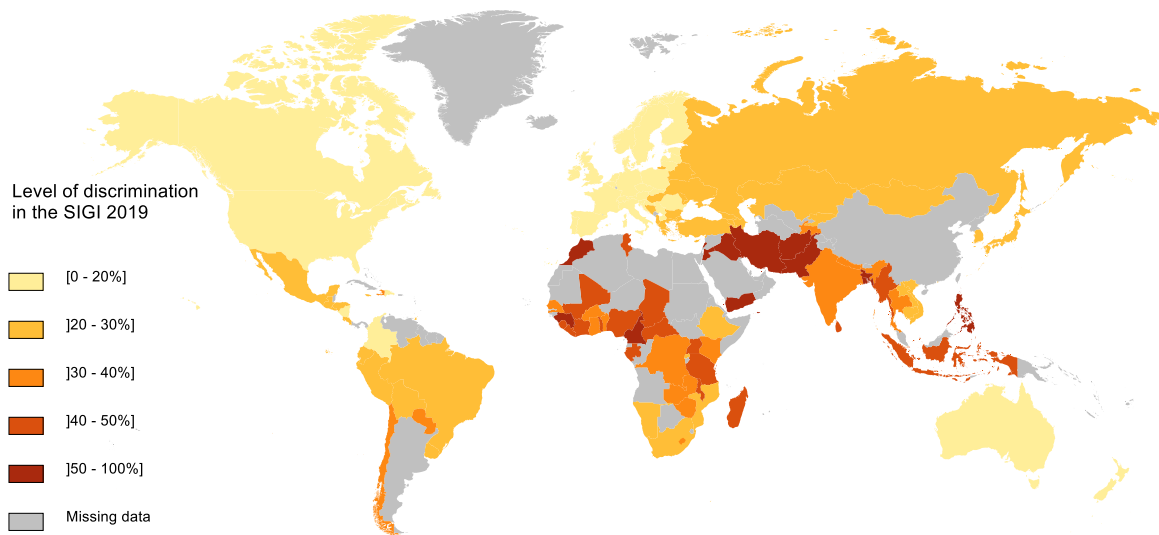 Level of discrimination
in the SIGI 2019
]0 - 20%]
]20 - 30%]
]30 - 40%]
]40 - 50%]
]50 - 100%]
Missing data